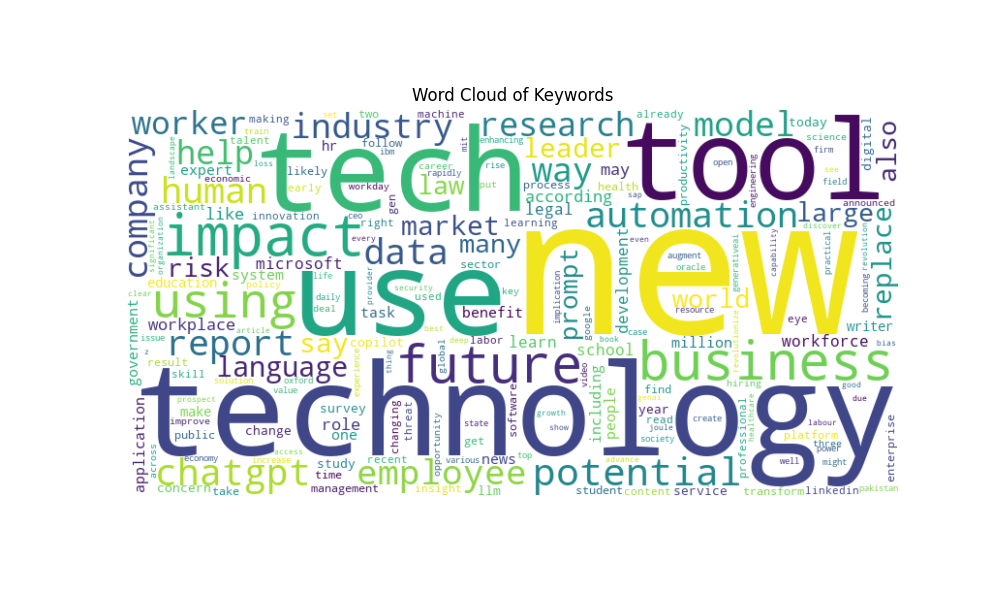 Word Cloud of Keywords
worker
making
industry
two
follow
machine
research
already
model
today
science
firm
digital
also
landscape
train
set
help
talent
hr
ibm
tech
mit
enhancing
leader
tool
productivity
open
engineering
see
field
announced
company
expert
loss
likely
economic
human
early
workday
career
rise
law
put
rapidly
way
may
process
health
according
assistant
like
innovation
ceo
right
gen
market
learning
legal
automation
large
discover
significant
organization
impact
every
data
many
sector
development
even
augment
oracle
generativeai
capability
practical
becoming
revolution
replace
risk
microsoft
system
life
provider
security
used
key
implication
google
prompt
new
world
resource
education
policy
clear
using
daily
deal
use
task
benefit
best
deep
labor
learn
book
case
million
revolutionize
eye
workforce
writer
bias
government
workplace
issue
article
report
say
copilot
z
result
language
experience
thing
global
future
video
school
business
skill
solution
oxford
value
prospect
technology
make
improve
application
survey
role
one
threat
changing
opportunity
state
get
software
growth
show
including
people
find
genai
year
read
joule
society
create
hiring
professional
healthcare
good
due
labour
platform
three
power
might
enterprise
public
change
across
economy
increase
access
study
time
recent
various
news
top
advance
well
chatgpt
employee
potential
concern
take
management
insight
llm
student
content
service
transform
linkedin
pakistan